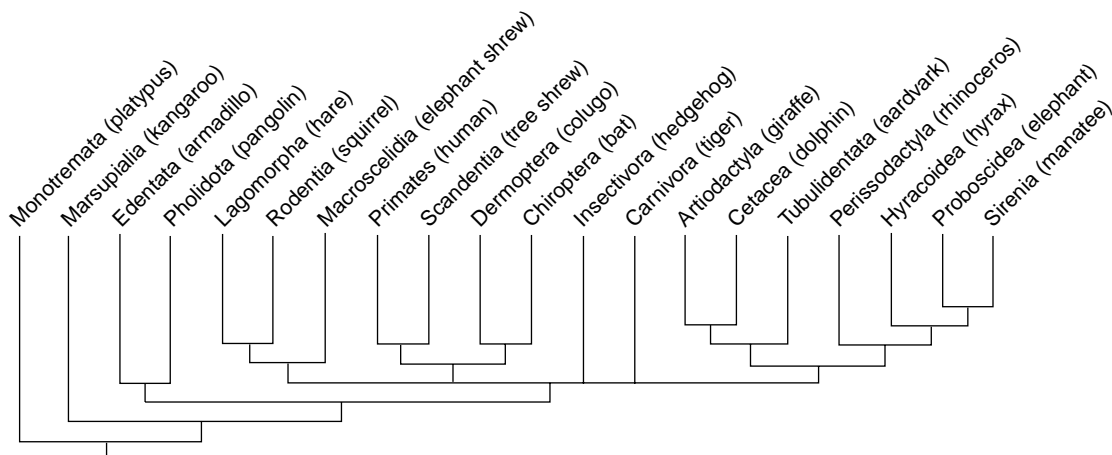 Monotremata (platypus)
Marsupialia (kangaroo)
Edentata (armadillo)
Pholidota (pangolin)
Lagomorpha (hare)
Rodentia (squirrel)
Macroscelidia (elephant shrew)
Primates (human)
Scandentia (tree shrew)
Dermoptera (colugo)
Chiroptera (bat)
Insectivora (hedgehog)
Carnivora (tiger)
Artiodactyla (giraffe)
Cetacea (dolphin)
Tubulidentata (aardvark)
Perissodactyla (rhinoceros)
Hyracoidea (hyrax)
Proboscidea (elephant)
Sirenia (manatee)